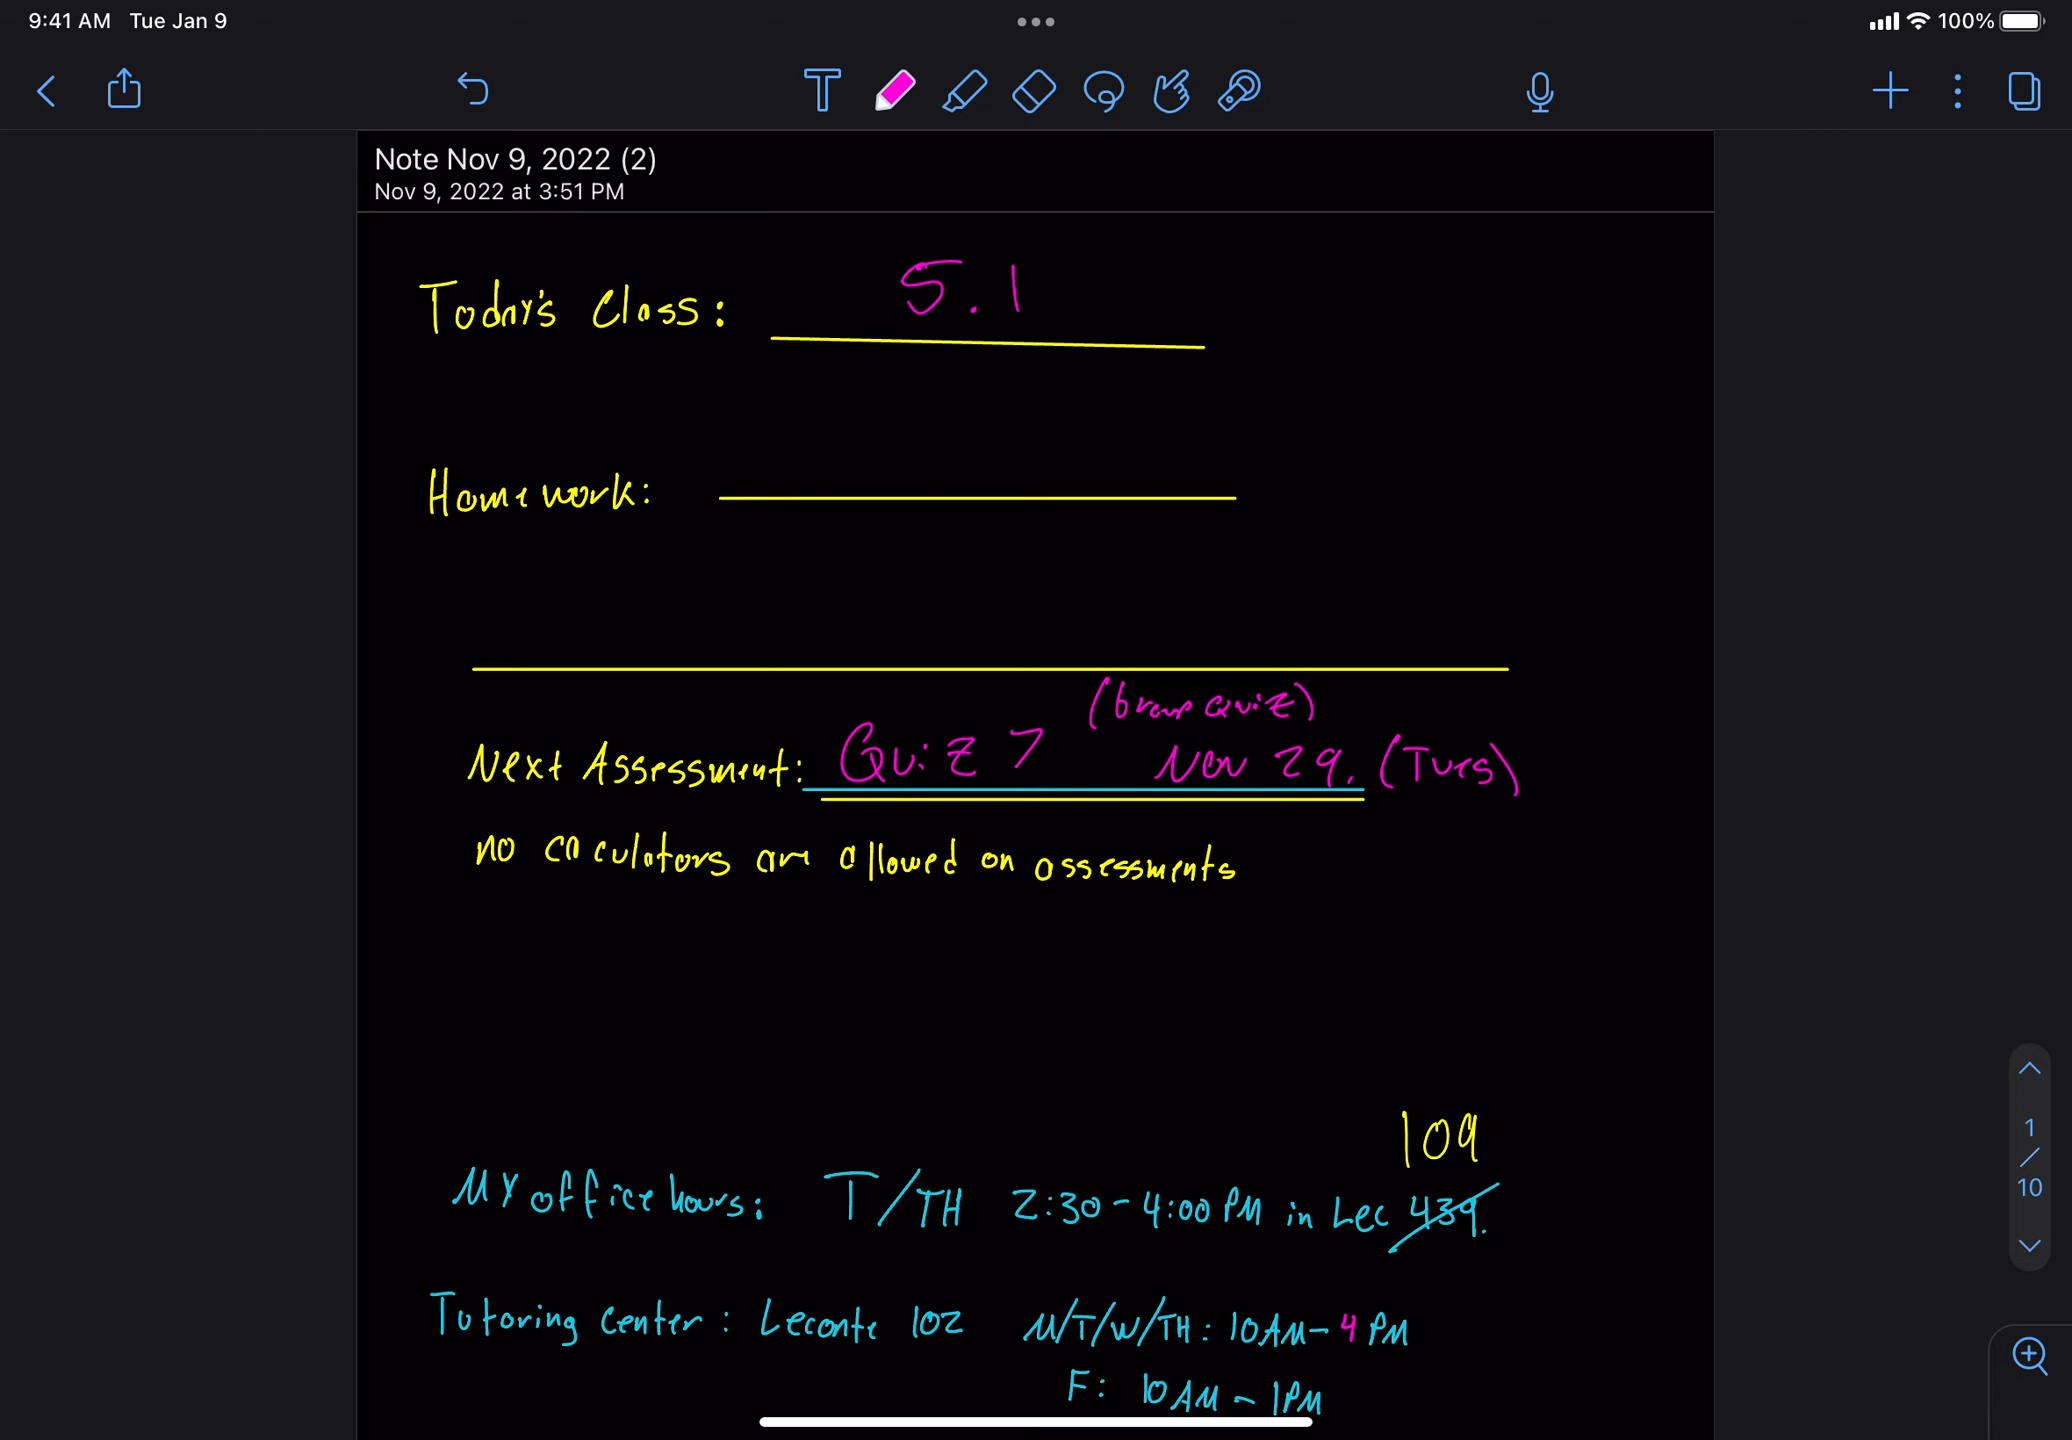 9:41 AM Tue Jan 9
100%
Note Nov 9, 2022 (2)
Nov 9, 2022 at 3:51 PM
Today's Class: 5.1
Homework:
(Group Quiz)
Next Assessment: Quiz 7 Nov 29. (Tues)
no calculators are allowed on assessments
109
My office hours: T/TH 2:30-4:00 PM in Lec 439.
Tutoring center: Leconte 102 M/T/W/TH: 10AM-4 PM
F: 10AM-1PM
1
/
10